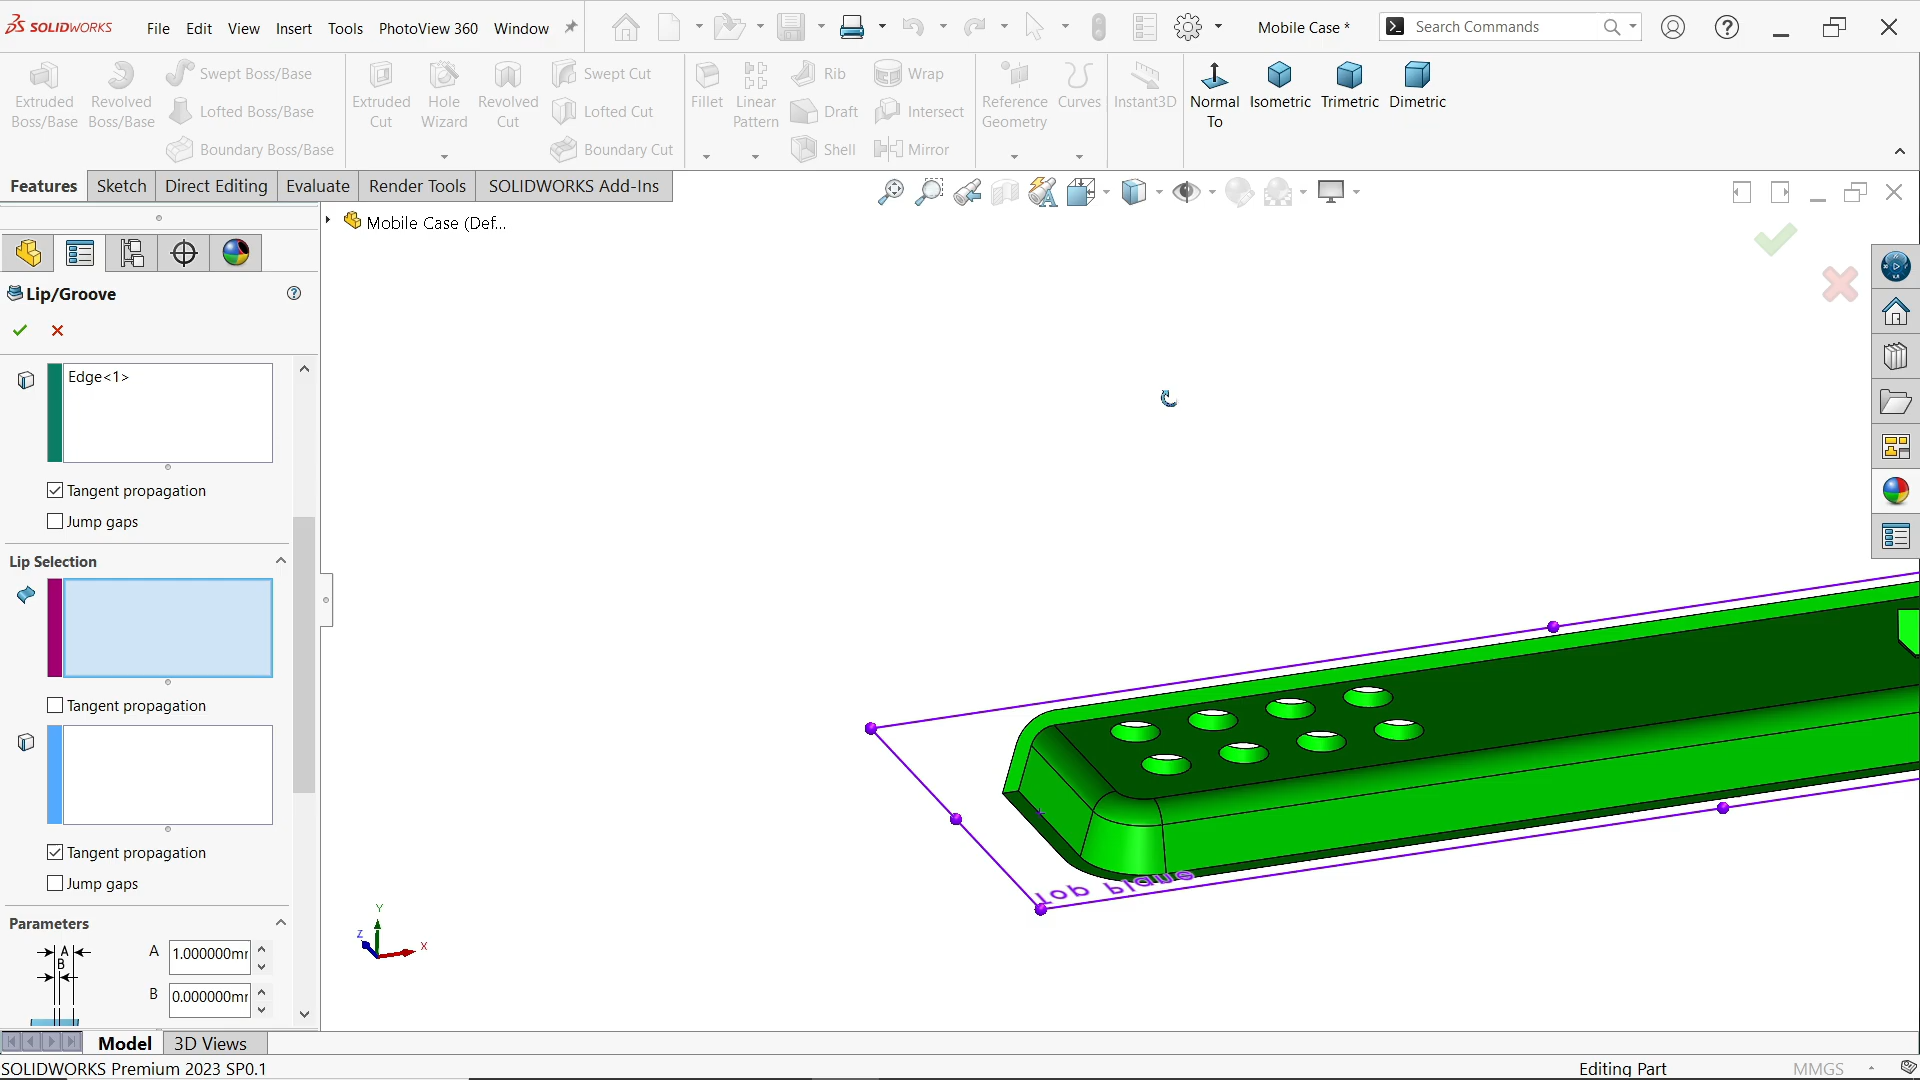 SOLIDWORKS File Edit View Insert Tools PhotoView 360 Window Mobile Case * Search Commands
Extruded Boss/Base
Revolved Boss/Base
Swept Boss/Base
Lofted Boss/Base
Boundary Boss/Base
Extruded Cut
Hole Wizard
Revolved Cut
Swept Cut
Lofted Cut
Boundary Cut
Fillet
Linear Pattern
Rib
Draft
Shell
Wrap
Intersect
Mirror
Reference Geometry
Curves
Instant3D
Normal To
Isometric
Trimetric
Dimetric
Features Sketch Direct Editing Evaluate Render Tools SOLIDWORKS Add-Ins
Mobile Case (Def...
Lip/Groove
Edge<1>
Tangent propagation
Jump gaps
Lip Selection
Tangent propagation
Tangent propagation
Jump gaps
Parameters
A
B
A 1.000000mm
B 0.000000mm
Top Plane
Y
Z
X
Model 3D Views
SOLIDWORKS Premium 2023 SP0.1 Editing Part MMGS